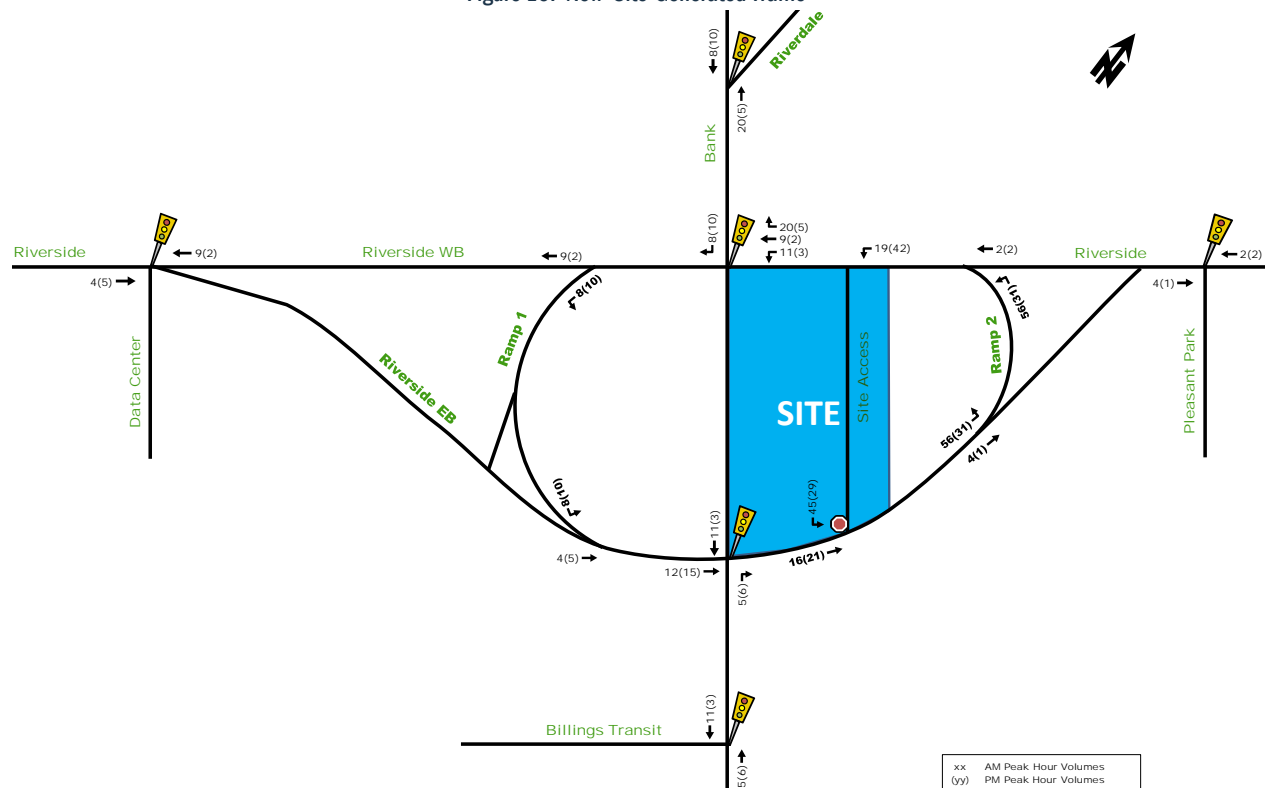 Riverdale
8(10)
20(5)
Bank
N
8(10)
20(5)
9(2)
11(3)
19(42)
2(2)
Riverside
Riverside WB
9(2)
9(2)
Riverside
2(2)
4(5)
4(1)
8(10)
56(31)
Ramp 1
Ramp 2
Data Center
Riverside EB
SITE
Site Access
Pleasant Park
56(31)
4(1)
8(10)
45(29)
11(3)
4(5)
12(15)
16(21)
5(6)
11(3)
Billings Transit
5(6)
xx AM Peak Hour Volumes
(yy) PM Peak Hour Volumes